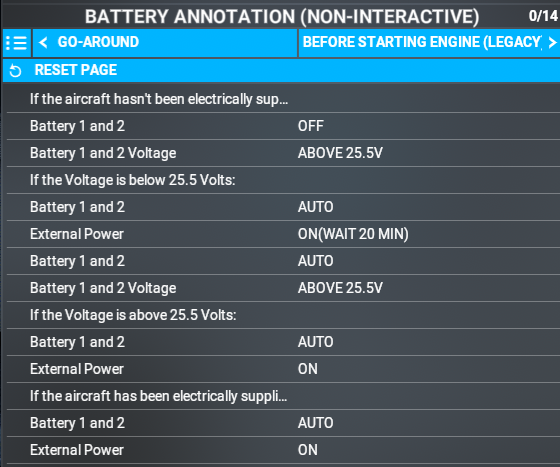 BATTERY ANNOTATION (NON-INTERACTIVE) 0/14
GO-AROUND BEFORE STARTING ENGINE (LEGACY)
RESET PAGE
If the aircraft hasn't been electrically sup...
Battery 1 and 2 OFF
Battery 1 and 2 Voltage ABOVE 25.5V
If the Voltage is below 25.5 Volts:
Battery 1 and 2 AUTO
External Power ON(WAIT 20 MIN)
Battery 1 and 2 AUTO
Battery 1 and 2 Voltage ABOVE 25.5V
If the Voltage is above 25.5 Volts:
Battery 1 and 2 AUTO
External Power ON
If the aircraft has been electrically suppli...
Battery 1 and 2 AUTO
External Power ON